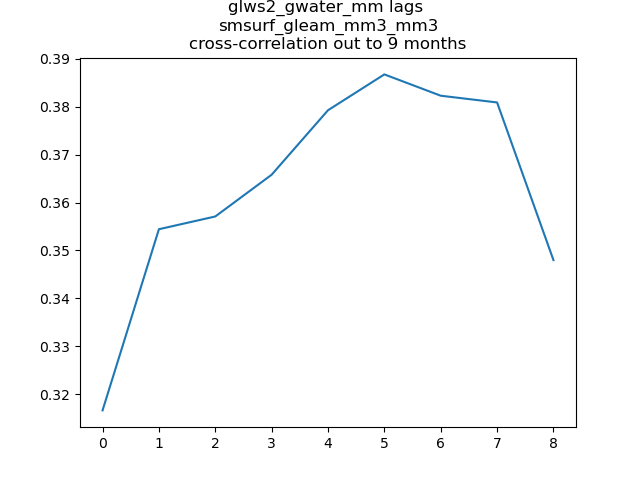 glws2_gwater_mm lags
smsurf_gleam_mm3_mm3
cross-correlation out to 9 months
0.39
0.38
0.37
0.36
0.35
0.34
0.33
0.32
0 1 2 3 4 5 6 7 8